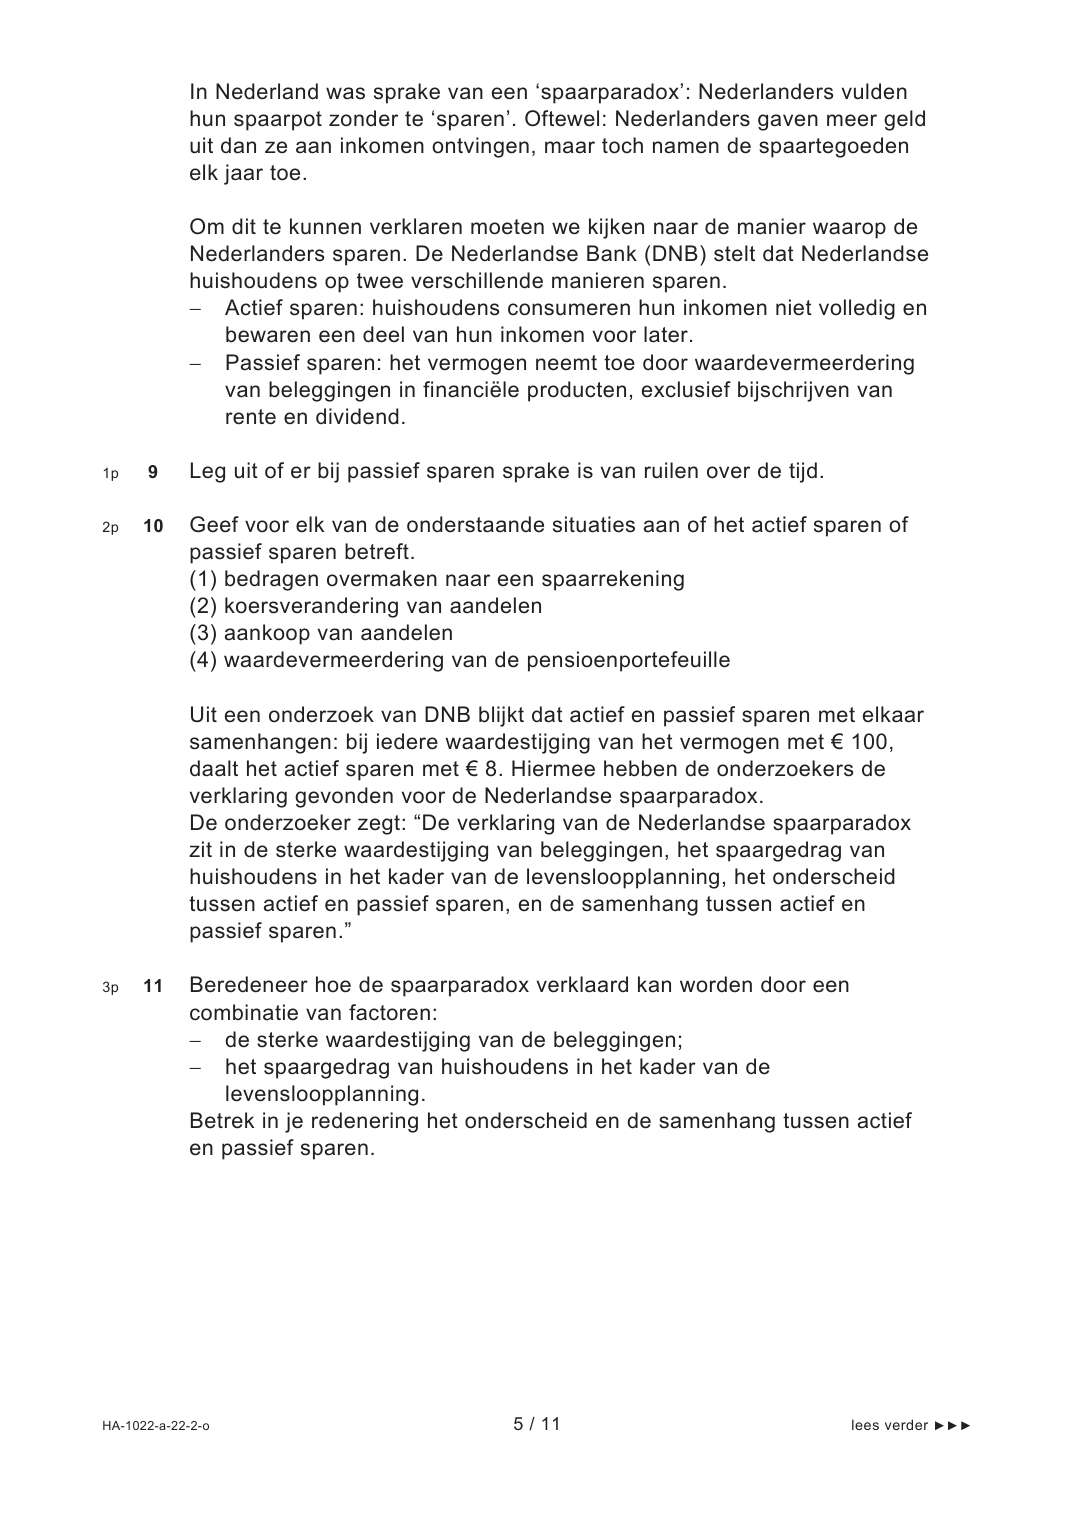 In Nederland was sprake van een ‘spaarparadox’: Nederlanders vulden
hun spaarpot zonder te ‘sparen’. Oftewel: Nederlanders gaven meer geld
uit dan ze aan inkomen ontvingen, maar toch namen de spaartegoeden
elk jaar toe.
Om dit te kunnen verklaren moeten we kijken naar de manier waarop de
Nederlanders sparen. De Nederlandse Bank (DNB) stelt dat Nederlandse
huishoudens op twee verschillende manieren sparen.
– Actief sparen: huishoudens consumeren hun inkomen niet volledig en
bewaren een deel van hun inkomen voor later.
– Passief sparen: het vermogen neemt toe door waardevermeerdering
van beleggingen in financiële producten, exclusief bijschrijven van
rente en dividend.
1p 9 Leg uit of er bij passief sparen sprake is van ruilen over de tijd.
2p 10 Geef voor elk van de onderstaande situaties aan of het actief sparen of
passief sparen betreft.
(1) bedragen overmaken naar een spaarrekening
(2) koersverandering van aandelen
(3) aankoop van aandelen
(4) waardevermeerdering van de pensioenportefeuille
Uit een onderzoek van DNB blijkt dat actief en passief sparen met elkaar
samenhangen: bij iedere waardestijging van het vermogen met € 100,
daalt het actief sparen met € 8. Hiermee hebben de onderzoekers de
verklaring gevonden voor de Nederlandse spaarparadox.
De onderzoeker zegt: “De verklaring van de Nederlandse spaarparadox
zit in de sterke waardestijging van beleggingen, het spaargedrag van
huishoudens in het kader van de levensloopplanning, het onderscheid
tussen actief en passief sparen, en de samenhang tussen actief en
passief sparen.”
3p 11 Beredeneer hoe de spaarparadox verklaard kan worden door een
combinatie van factoren:
– de sterke waardestijging van de beleggingen;
– het spaargedrag van huishoudens in het kader van de
levensloopplanning.
Betrek in je redenering het onderscheid en de samenhang tussen actief
en passief sparen.
HA-1022-a-22-2-o 5 / 11 lees verder ►►►